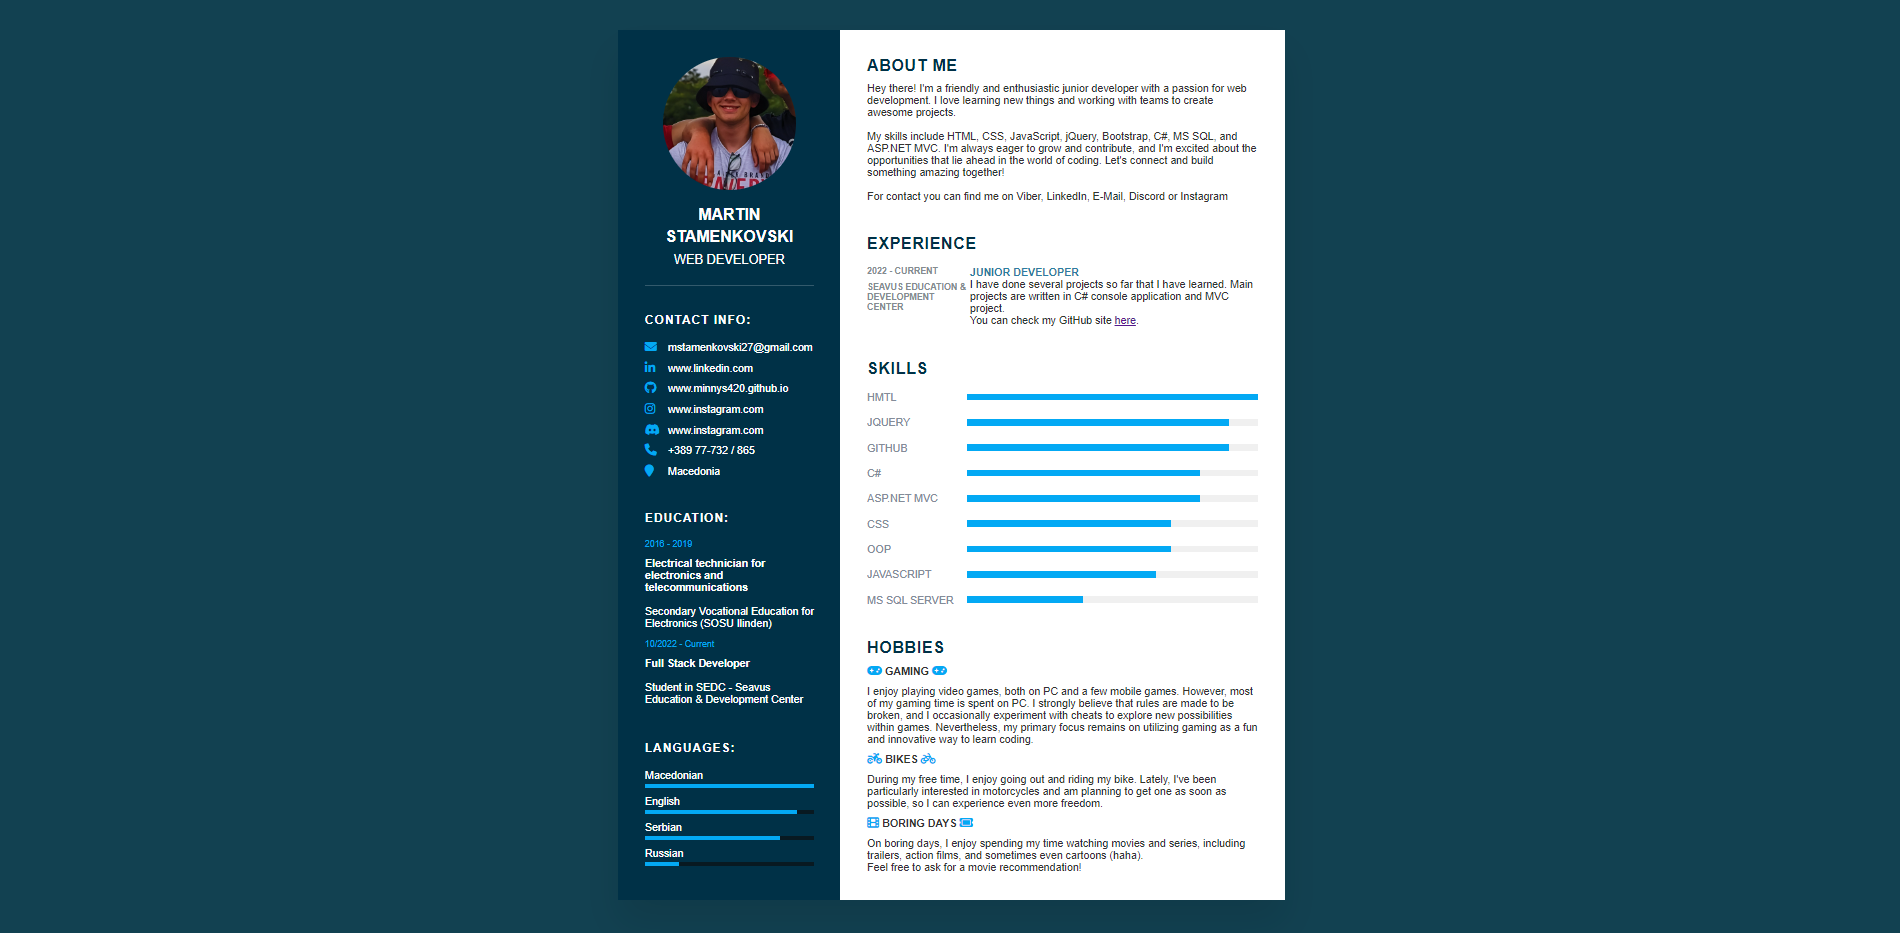 MARTIN
STAMENKOVSKI
WEB DEVELOPER
CONTACT INFO:
mstamenkovski27@gmail.com
www.linkedin.com
www.minnys420.github.io
www.instagram.com
www.instagram.com
+389 77-732 / 865
Macedonia
EDUCATION:
2016 - 2019
Electrical technician for
electronics and
telecommunications
Secondary Vocational Education for
Electronics (SOSU Ilinden)
10/2022 - Current
Full Stack Developer
Student in SEDC - Seavus
Education & Development Center
LANGUAGES:
Macedonian
English
Serbian
Russian
ABOUT ME
Hey there! I'm a friendly and enthusiastic junior developer with a passion for web
development. I love learning new things and working with teams to create
awesome projects.
My skills include HTML, CSS, JavaScript, jQuery, Bootstrap, C#, MS SQL, and
ASP.NET MVC. I'm always eager to grow and contribute, and I'm excited about the
opportunities that lie ahead in the world of coding. Let's connect and build
something amazing together!
For contact you can find me on Viber, LinkedIn, E-Mail, Discord or Instagram
EXPERIENCE
2022 - CURRENT
SEAVUS EDUCATION &
DEVELOPMENT
CENTER
JUNIOR DEVELOPER
I have done several projects so far that I have learned. Main
projects are written in C# console application and MVC
project.
You can check my GitHub site here.
SKILLS
HMTL
JQUERY
GITHUB
C#
ASP.NET MVC
CSS
OOP
JAVASCRIPT
MS SQL SERVER
HOBBIES
GAMING
I enjoy playing video games, both on PC and a few mobile games. However, most
of my gaming time is spent on PC. I strongly believe that rules are made to be
broken, and I occasionally experiment with cheats to explore new possibilities
within games. Nevertheless, my primary focus remains on utilizing gaming as a fun
and innovative way to learn coding.
BIKES
During my free time, I enjoy going out and riding my bike. Lately, I've been
particularly interested in motorcycles and am planning to get one as soon as
possible, so I can experience even more freedom.
BORING DAYS
On boring days, I enjoy spending my time watching movies and series, including
trailers, action films, and sometimes even cartoons (haha).
Feel free to ask for a movie recommendation!